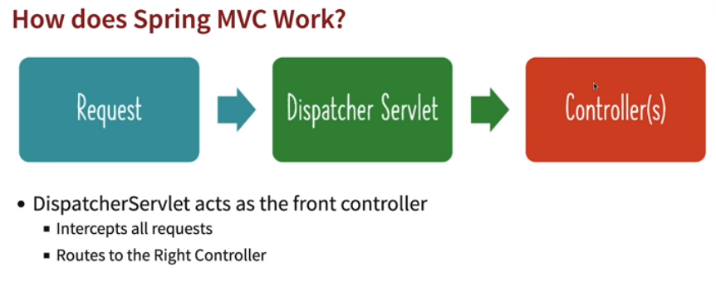 How does Spring MVC Work?
Request
Dispatcher Servlet
Controller(s)
• DispatcherServlet acts as the front controller
▪ Intercepts all requests
▪ Routes to the Right Controller